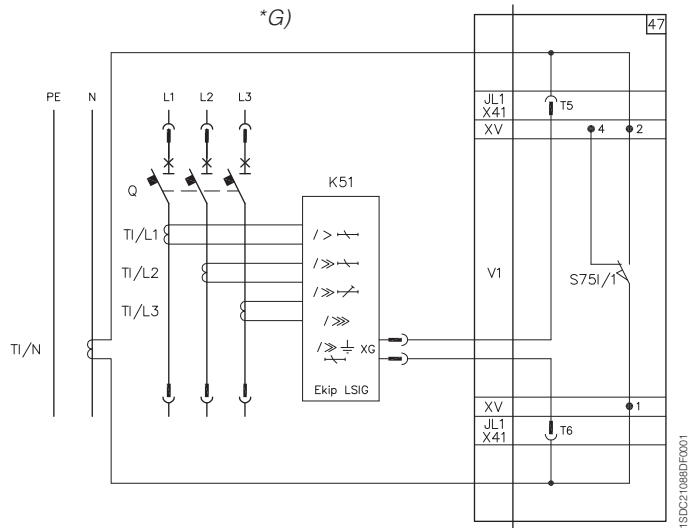 *G)
47
PE N L1 L2 L3
JL1
X41
T5
XV
4
2
Q
K51
TI/L1
I >
TI/L2
I ≫
V1
S75I/1
I ≫
TI/L3
I ⋙
TI/N
I ≫
XG
Ekip LSIG
XV
1
JL1
X41
T6
1SDC21088DF0001